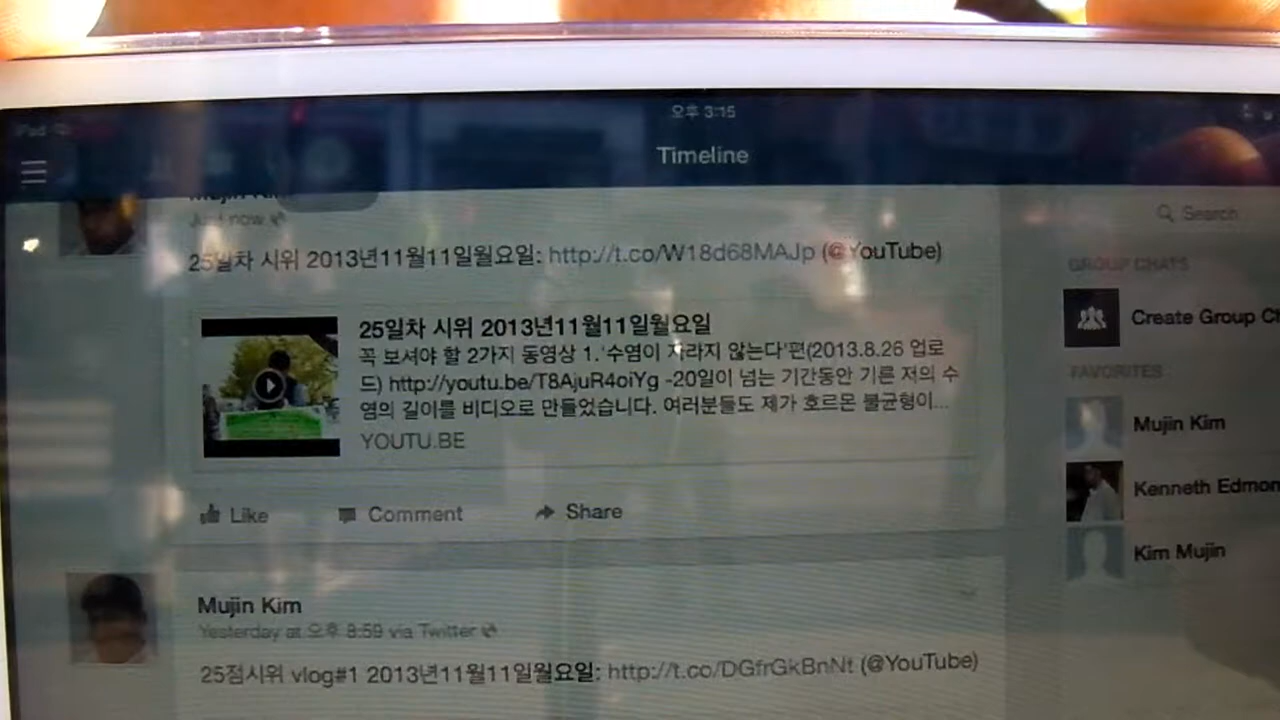 iPad
오후 3:15
Timeline
Just now
25일차 시위 2013년11월11일월요일: http://t.co/W18d68MAJp (@YouTube)
25일차 시위 2013년11월11일월요일
꼭 보셔야 할 2가지 동영상 1.'수염이 자라지 않는다'편(2013.8.26 업로
드) http://youtu.be/T8AjuR4oiYg -20일이 넘는 기간동안 기른 저의 수
염의 길이를 비디오로 만들었습니다. 여러분들도 제가 호르몬 불균형이...
YOUTU.BE
Like
Comment
Share
Mujin Kim
Yesterday at 오후 8:59 via Twitter
25점시위 vlog#1 2013년11월11일월요일: http://t.co/DGfrGkBnNt (@YouTube)
Search
GROUP CHATS
Create Group Ch
FAVORITES
Mujin Kim
Kenneth Edmon
Kim Mujin